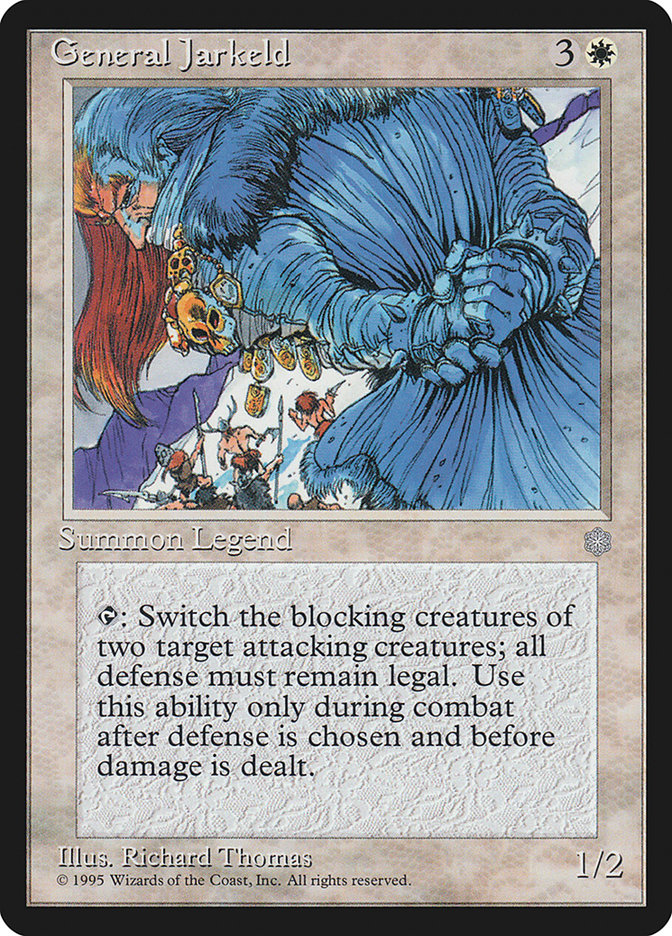 General Jarkeld 3
Summon Legend
: Switch the blocking creatures of
two target attacking creatures; all
defense must remain legal. Use
this ability only during combat
after defense is chosen and before
damage is dealt.
Illus. Richard Thomas
1/2
© 1995 Wizards of the Coast, Inc. All rights reserved.